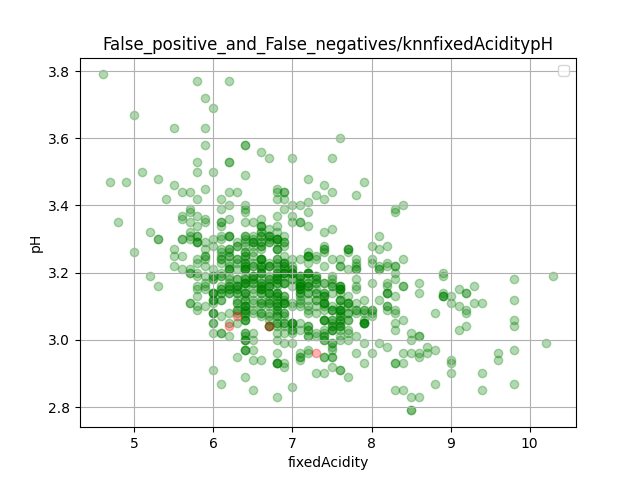 False_positive_and_False_negatives/knnfixedAciditypH
3.8
3.6
3.4
3.2
3.0
2.8
pH
5 6 7 8 9 10
fixedAcidity